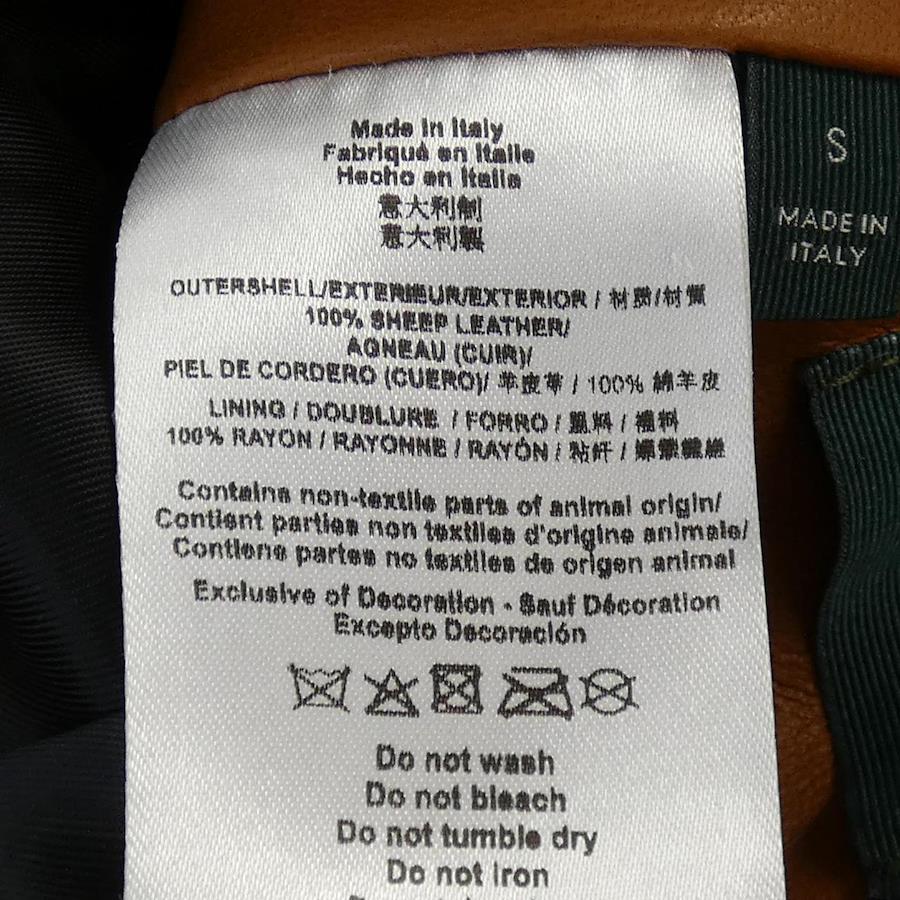 Made in Italy
Fabriqué en Italie
Hecho en Italia
意大利制
意大利製
OUTERSHELL/EXTERIEUR/EXTERIOR / 材质/材質
100% SHEEP LEATHER/
AGNEAU (CUIR)/
PIEL DE CORDERO (CUERO)/ 羊皮革 / 100% 綿羊皮
LINING / DOUBLURE / FORRO / 里料 / 裡料
100% RAYON / RAYONNE / RAYÓN / 粘纤 /
Contains non-textile parts of animal origin/
Contient parties non textiles d'origine animale/
Contiene partes no textiles de origen animal
Exclusive of Decoration - Sauf Décoration
Excepto Decoración
Do not wash
Do not bleach
Do not tumble dry
Do not iron
S
MADE IN
ITALY